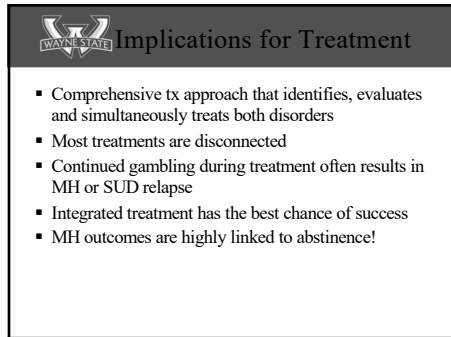 WAYNE STATE
Implications for Treatment
▪ Comprehensive tx approach that identifies, evaluates
and simultaneously treats both disorders
▪ Most treatments are disconnected
▪ Continued gambling during treatment often results in
MH or SUD relapse
▪ Integrated treatment has the best chance of success
▪ MH outcomes are highly linked to abstinence!